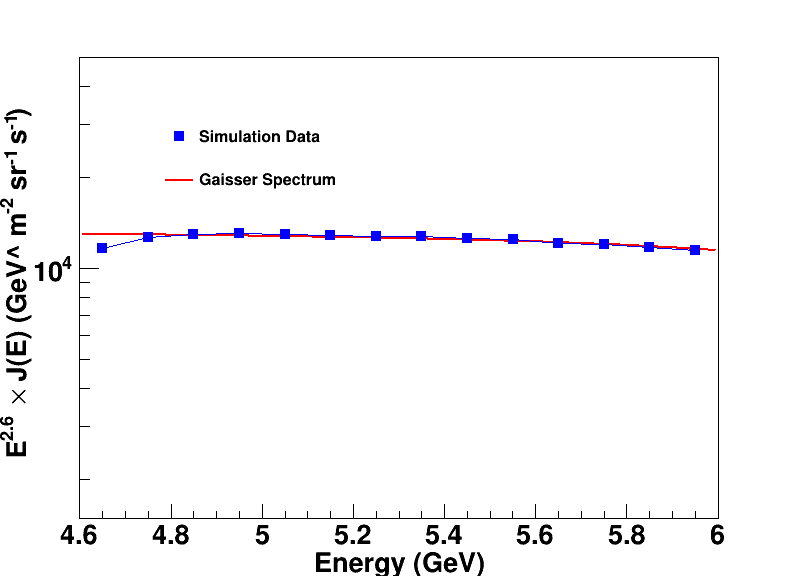 Simulation Data
Gaisser Spectrum
E^2.6 × J(E) (GeV^ m^-2 sr^-1 s^-1)
10^4
4.6 4.8 5 5.2 5.4 5.6 5.8 6
Energy (GeV)